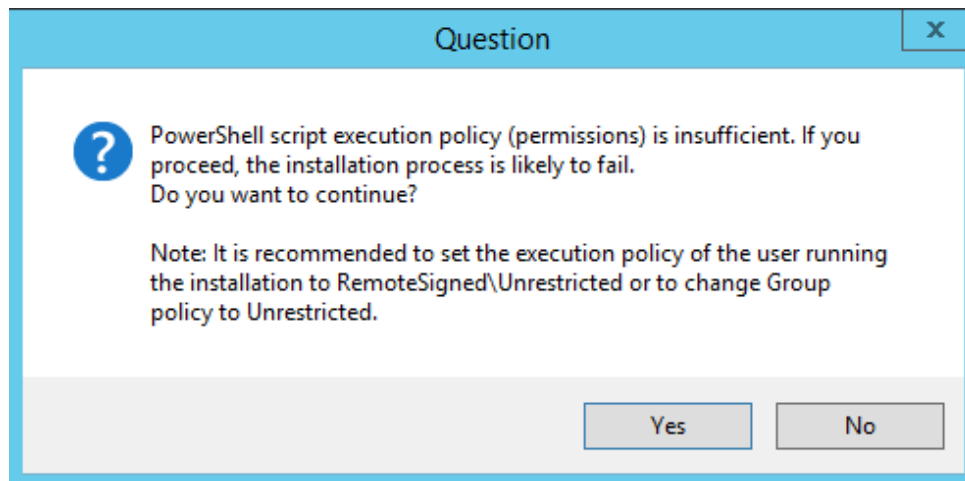 Question
x
?
PowerShell script execution policy (permissions) is insufficient. If you
proceed, the installation process is likely to fail.
Do you want to continue?
Note: It is recommended to set the execution policy of the user running
the installation to RemoteSigned\Unrestricted or to change Group
policy to Unrestricted.
Yes
No